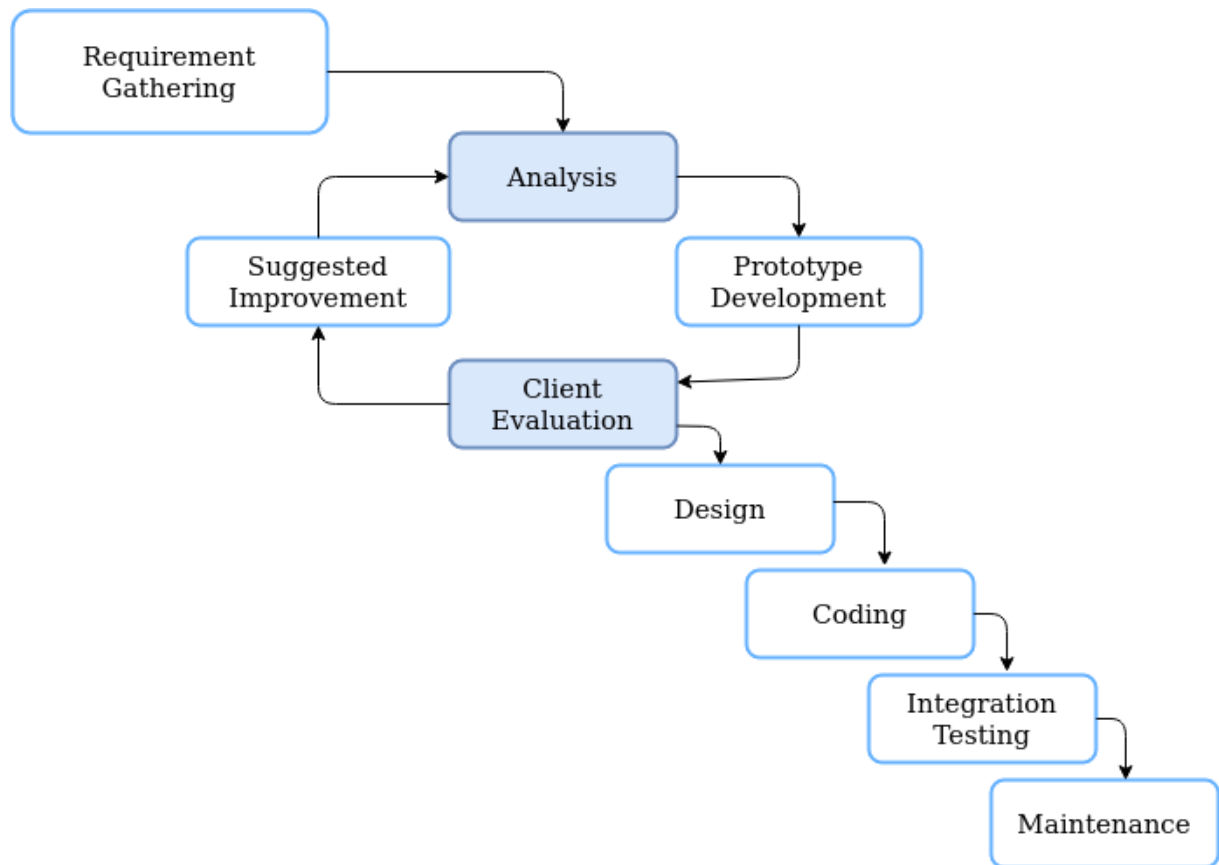 Requirement
Gathering
Analysis
Suggested
Improvement
Prototype
Development
Client
Evaluation
Design
Coding
Integration
Testing
Maintenance